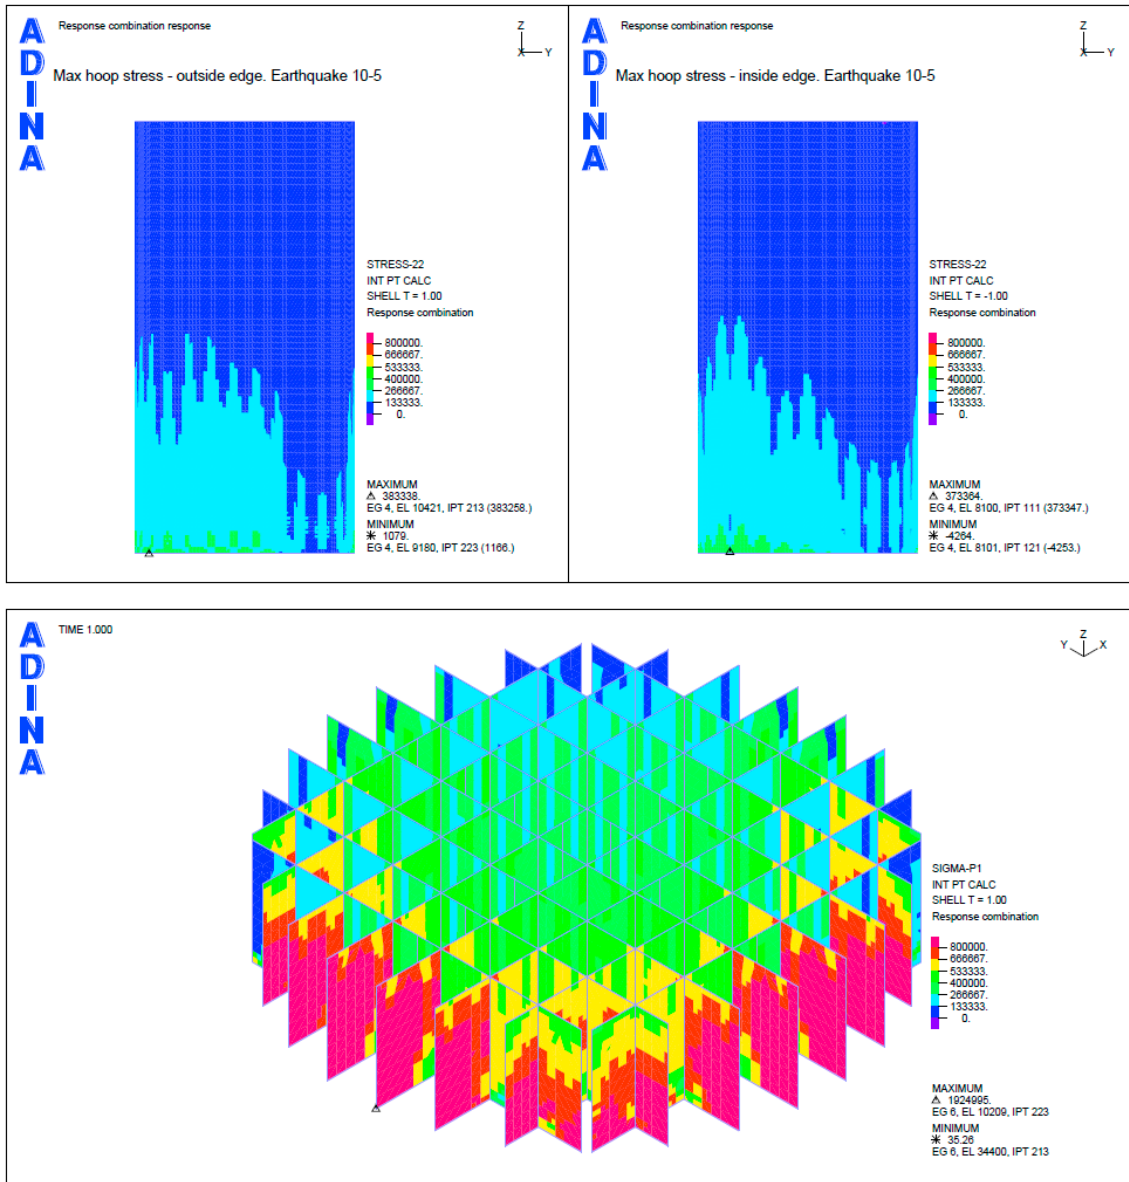 ADINA
Response combination response
Z
X Y
Max hoop stress - outside edge. Earthquake 10-5
STRESS-22
INT PT CALC
SHELL T = 1.00
Response combination
800000.
666667.
533333.
400000.
266667.
133333.
0.
MAXIMUM
383338.
EG 4, EL 10421, IPT 213 (383258.)
MINIMUM
1079.
EG 4, EL 9180, IPT 223 (1166.)
ADINA
Response combination response
Z
X Y
Max hoop stress - inside edge. Earthquake 10-5
STRESS-22
INT PT CALC
SHELL T = -1.00
Response combination
800000.
666667.
533333.
400000.
266667.
133333.
0.
MAXIMUM
373364.
EG 4, EL 8100, IPT 111 (373347.)
MINIMUM
-4264.
EG 4, EL 8101, IPT 121 (-4253.)
ADINA
TIME 1.000
Z
Y X
SIGMA-P1
INT PT CALC
SHELL T = 1.00
Response combination
800000.
666667.
533333.
400000.
266667.
133333.
0.
MAXIMUM
1924995.
EG 6, EL 10209, IPT 223
MINIMUM
35.26
EG 6, EL 34400, IPT 213